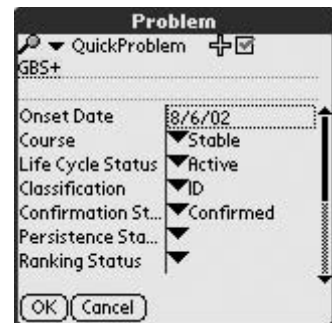 Problem
QuickProblem
GBS+
Onset Date 8/6/02
Course Stable
Life Cycle Status Active
Classification ID
Confirmation St... Confirmed
Persistence Sta...
Ranking Status
OK Cancel